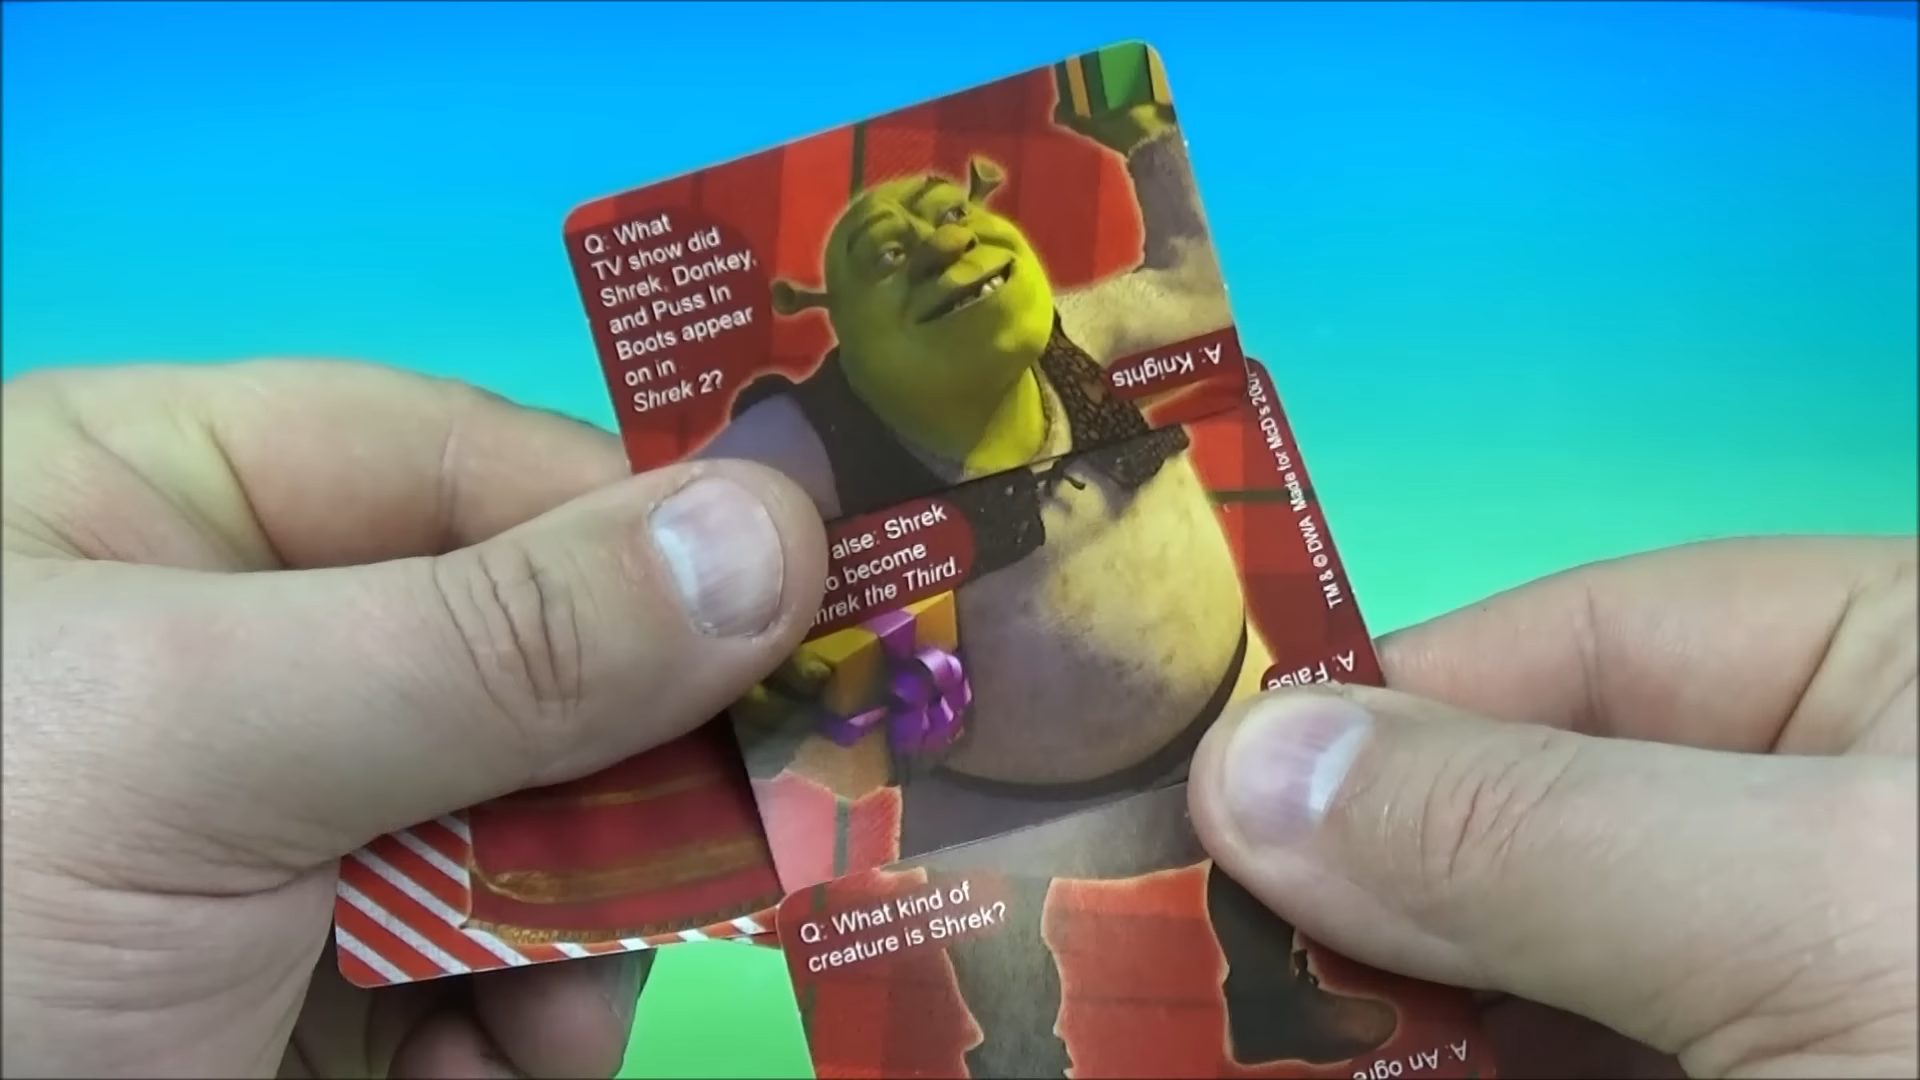 Q: What
TV show did
Shrek, Donkey,
and Puss In
Boots appear
on in
Shrek 2?
A: Knights
TM & © DWA Made for McD's 200
alse: Shrek
o become
hrek the Third.
A: False
Q: What kind of
creature is Shrek?
A: An ogre